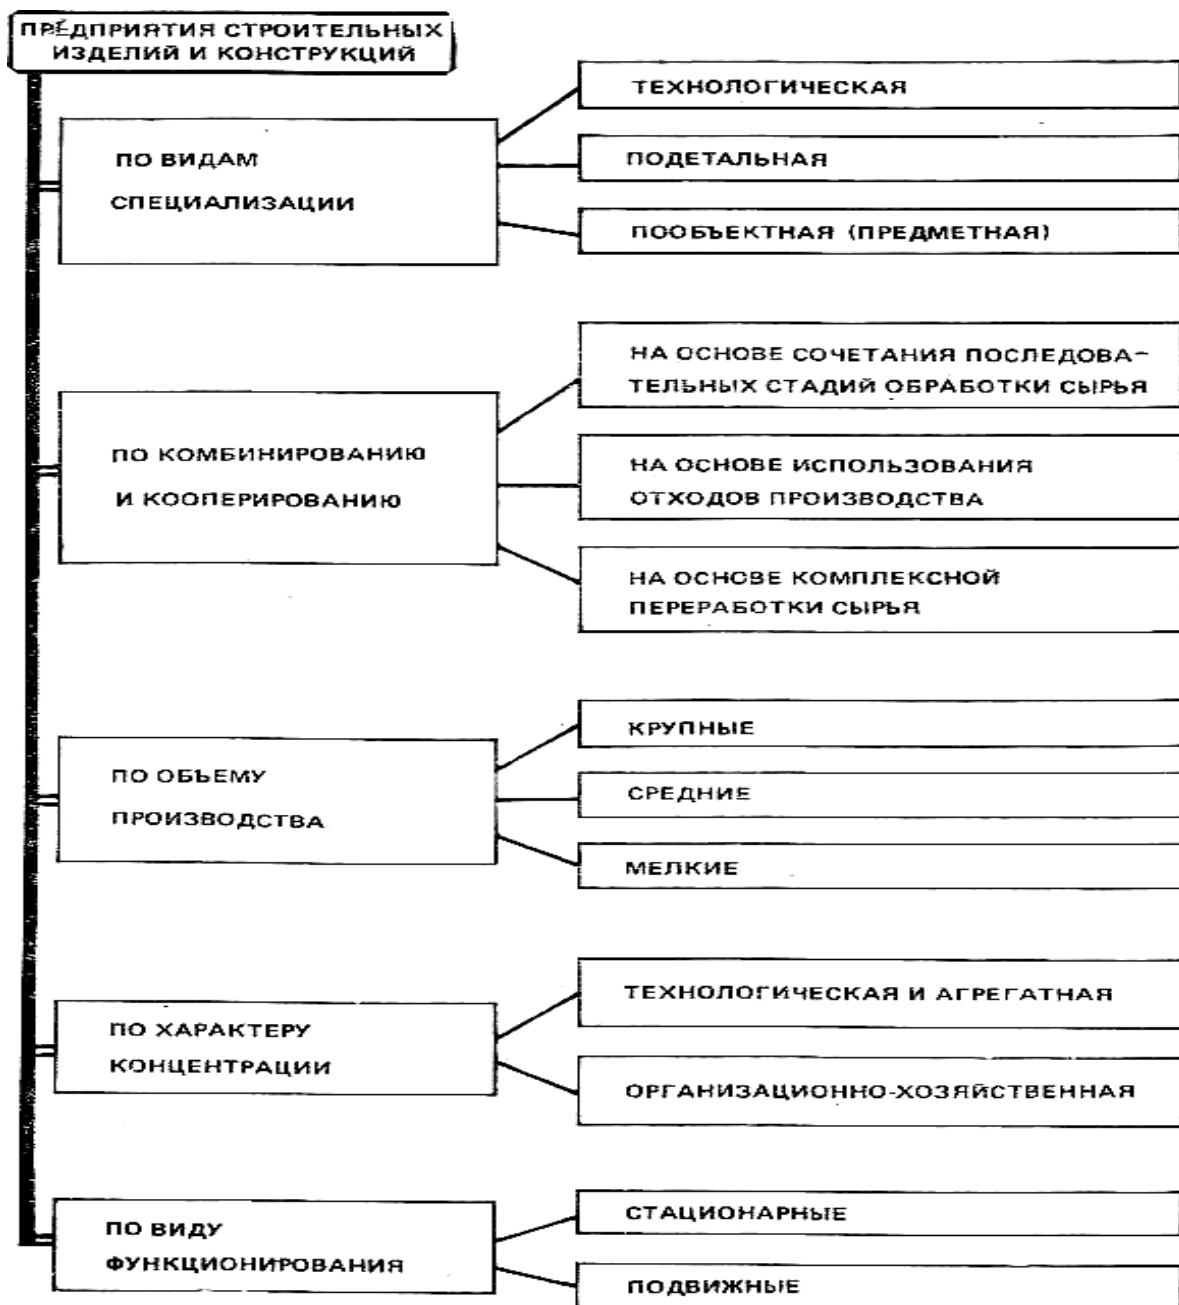 ПРЕДПРИЯТИЯ СТРОИТЕЛЬНЫХ
ИЗДЕЛИЙ И КОНСТРУКЦИЙ
ПО ВИДАМ
СПЕЦИАЛИЗАЦИИ
ТЕХНОЛОГИЧЕСКАЯ
ПОДЕТАЛЬНАЯ
ПООБЪЕКТНАЯ (ПРЕДМЕТНАЯ)
ПО КОМБИНИРОВАНИЮ
И КООПЕРИРОВАНИЮ
НА ОСНОВЕ СОЧЕТАНИЯ ПОСЛЕДОВА-
ТЕЛЬНЫХ СТАДИЙ ОБРАБОТКИ СЫРЬЯ
НА ОСНОВЕ ИСПОЛЬЗОВАНИЯ
ОТХОДОВ ПРОИЗВОДСТВА
НА ОСНОВЕ КОМПЛЕКСНОЙ
ПЕРЕРАБОТКИ СЫРЬЯ
ПО ОБЪЕМУ
ПРОИЗВОДСТВА
КРУПНЫЕ
СРЕДНИЕ
МЕЛКИЕ
ПО ХАРАКТЕРУ
КОНЦЕНТРАЦИИ
ТЕХНОЛОГИЧЕСКАЯ И АГРЕГАТНАЯ
ОРГАНИЗАЦИОННО-ХОЗЯЙСТВЕННАЯ
ПО ВИДУ
ФУНКЦИОНИРОВАНИЯ
СТАЦИОНАРНЫЕ
ПОДВИЖНЫЕ